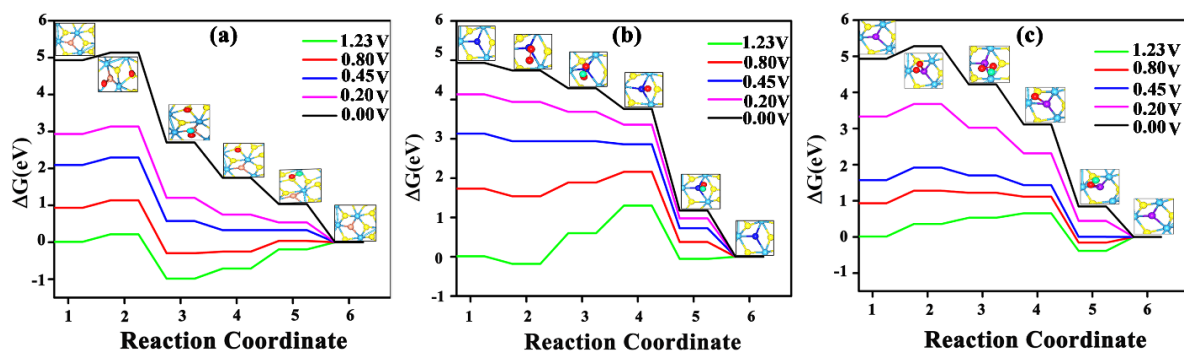 6
5
4
3
2
1
0
-1
ΔG(eV)
(a)
1.23 V
0.80 V
0.45 V
0.20 V
0.00 V
1 2 3 4 5 6
Reaction Coordinate
6
5
4
3
2
1
0
-1
ΔG(eV)
(b)
1.23V
0.80V
0.45V
0.20V
0.00V
1 2 3 4 5 6
Reaction Coordinate
6
5
4
3
2
1
0
-1
ΔG(eV)
(c)
1.23V
0.80V
0.45V
0.20V
0.00V
1 2 3 4 5 6
Reaction Coordinate